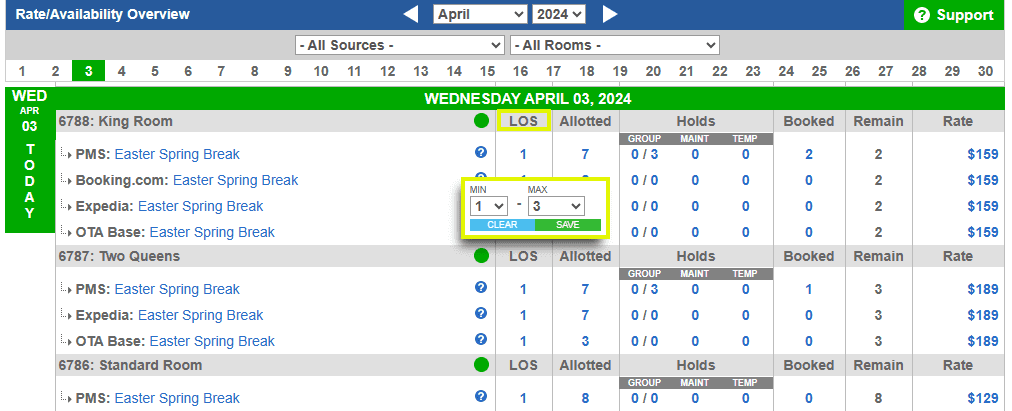 Rate/Availability Overview April 2024 ? Support
- All Sources - - All Rooms -
1 2 3 4 5 6 7 8 9 10 11 12 13 14 15 16 17 18 19 20 21 22 23 24 25 26 27 28 29 30
WED WEDNESDAY APRIL 03, 2024
APR
03
TODAY
6788: King Room LOS Allotted Holds Booked Remain Rate
GROUP MAINT TEMP
PMS: Easter Spring Break ? 1 7 0 / 3 0 0 2 2 $159
Booking.com: Easter Spring Break 0 / 0 0 0 0 2 $159
MIN MAX
1 - 3
CLEAR SAVE
Expedia: Easter Spring Break 0 / 0 0 0 0 2 $159
OTA Base: Easter Spring Break 0 / 0 0 0 0 2 $159
6787: Two Queens LOS Allotted Holds Booked Remain Rate
GROUP MAINT TEMP
PMS: Easter Spring Break ? 1 7 0 / 3 0 0 1 3 $189
Expedia: Easter Spring Break ? 1 7 0 / 0 0 0 0 3 $189
OTA Base: Easter Spring Break ? 1 3 0 / 0 0 0 0 3 $189
6786: Standard Room LOS Allotted Holds Booked Remain Rate
GROUP MAINT TEMP
PMS: Easter Spring Break ? 1 8 0 / 0 0 0 0 8 $129